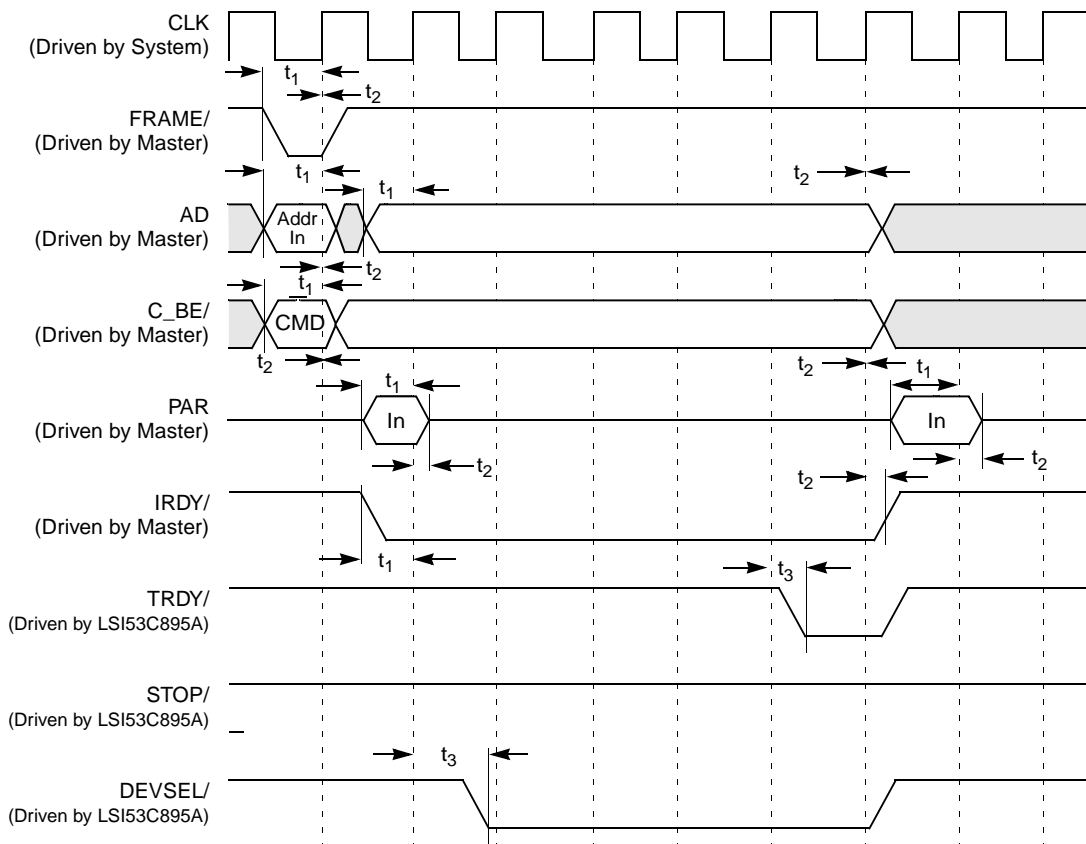 CLK
(Driven by System)
t1
t2
FRAME/
(Driven by Master)
t1
t1
t2
AD
(Driven by Master)
Addr
In
t2
t1
C_BE/
(Driven by Master)
CMD
t2
t2
t1
t1
PAR
(Driven by Master)
In
In
t2
t2
t2
IRDY/
(Driven by Master)
t1
t3
TRDY/
(Driven by LSI53C895A)
STOP/
(Driven by LSI53C895A)
t3
DEVSEL/
(Driven by LSI53C895A)